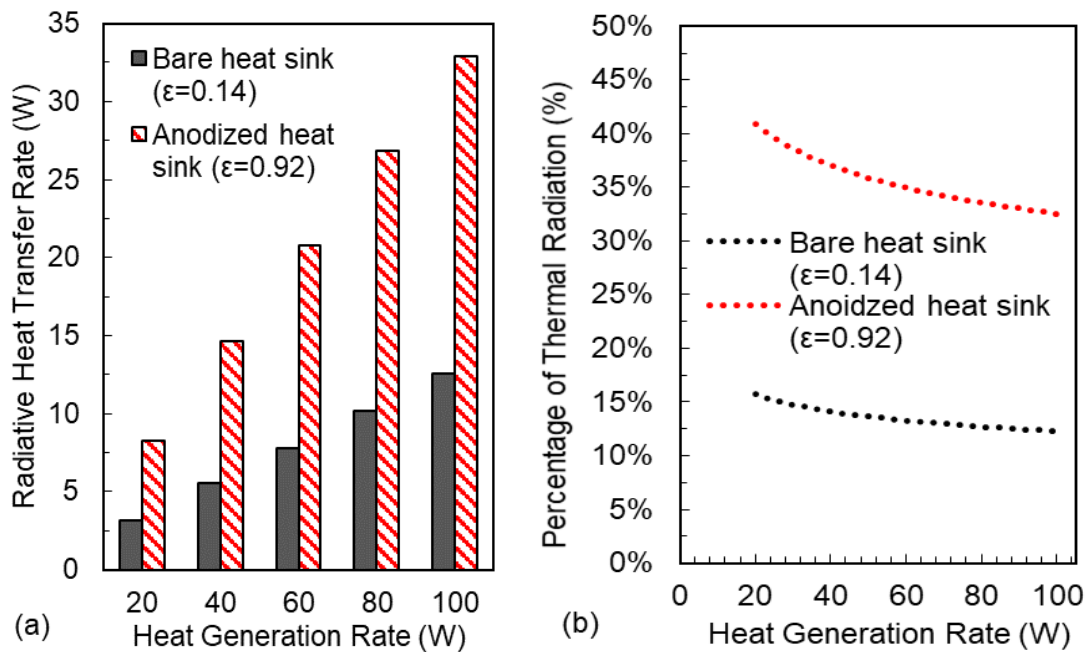 35
30
25
20
15
10
5
0
Radiative Heat Transfer Rate (W)
Bare heat sink
(ε=0.14)
Anodized heat
sink (ε=0.92)
20 40 60 80 100
Heat Generation Rate (W)
(a)
50%
45%
40%
35%
30%
25%
20%
15%
10%
5%
0%
Percentage of Thermal Radiation (%)
Bare heat sink
(ε=0.14)
Anoidzed heat sink
(ε=0.92)
0 20 40 60 80 100
Heat Generation Rate (W)
(b)